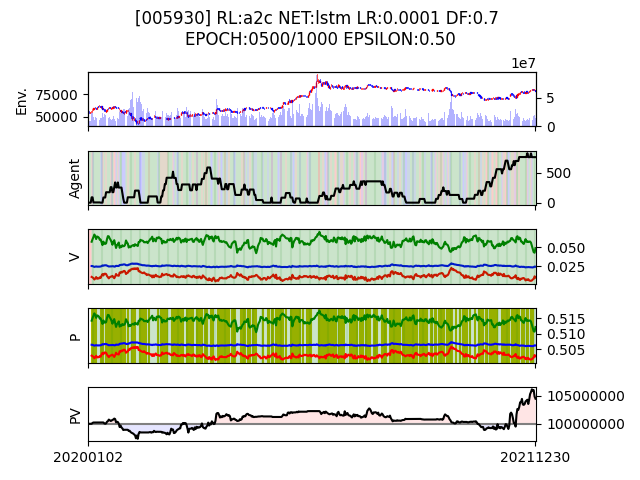 [005930] RL:a2c NET:lstm LR:0.0001 DF:0.7
EPOCH:0500/1000 EPSILON:0.50
1e7
Env.
75000
50000
5
0
Agent
500
0
V
0.050
0.025
P
0.515
0.510
0.505
PV
105000000
100000000
20200102
20211230